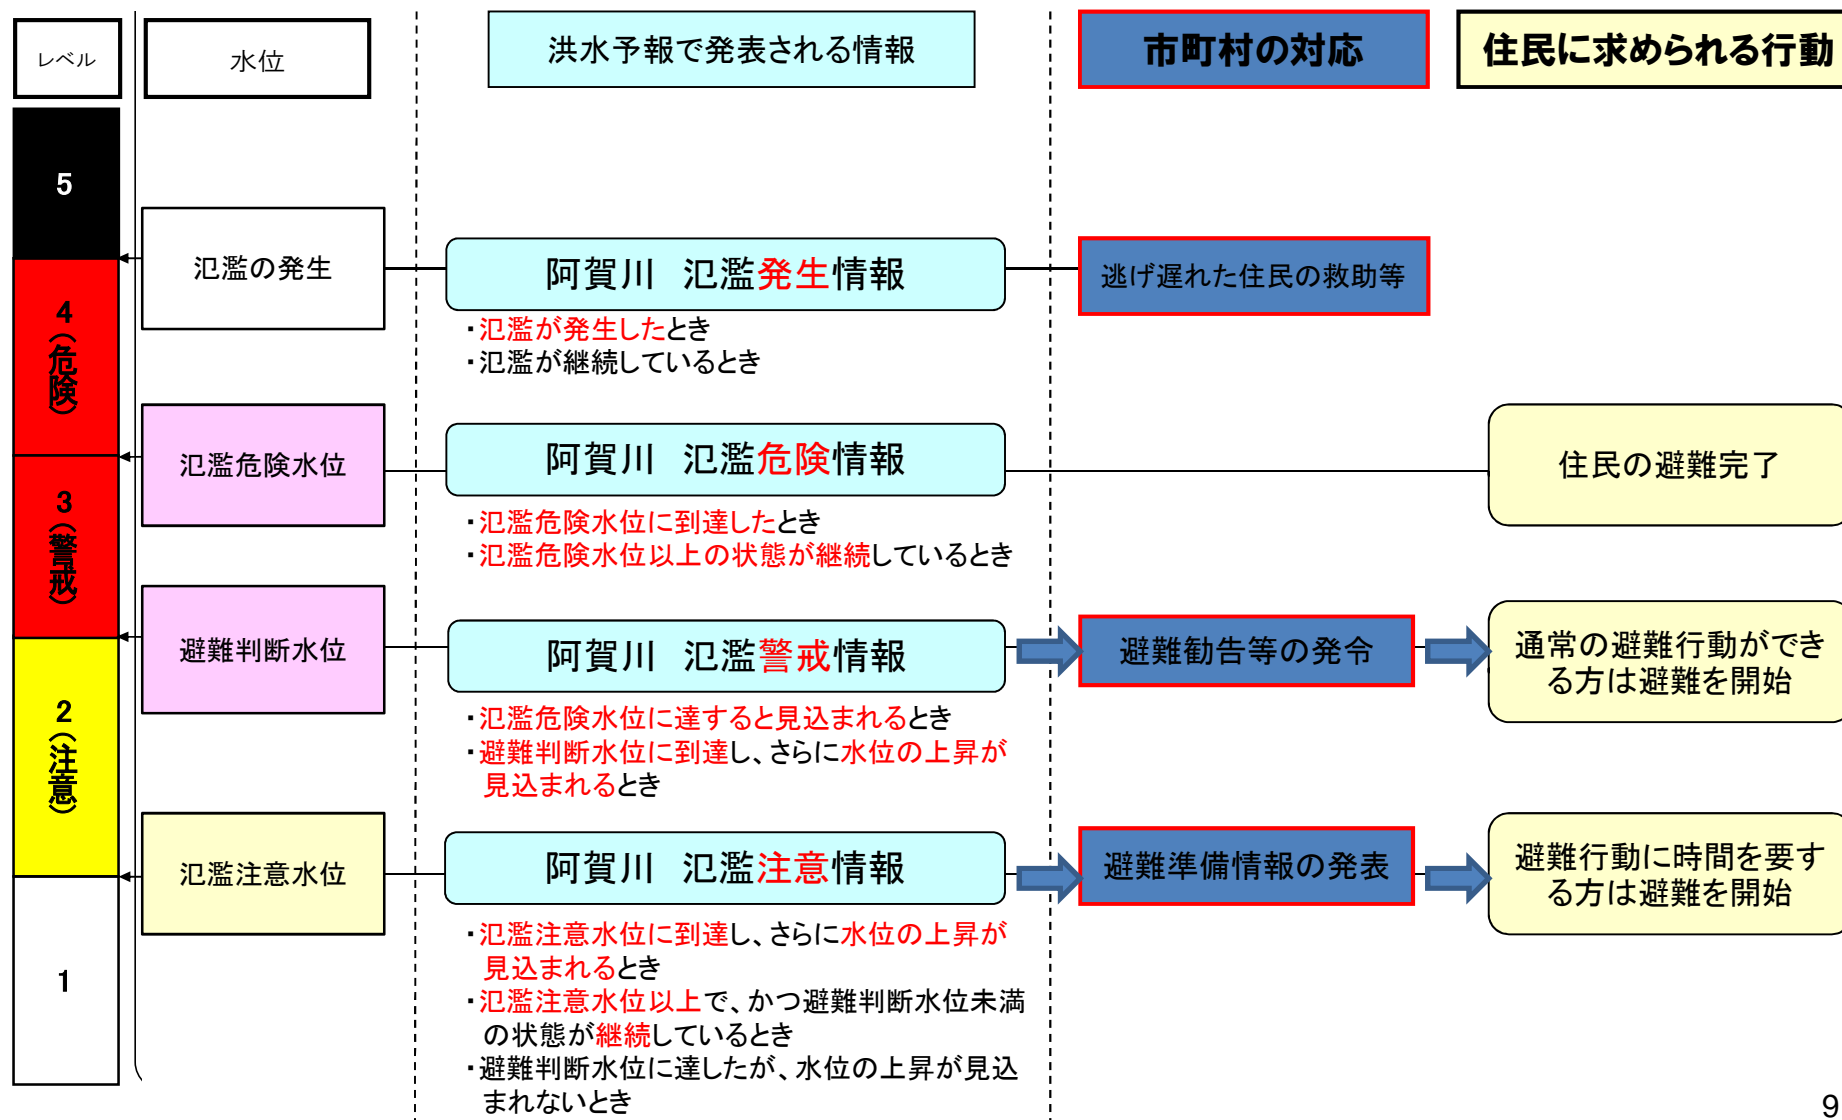 レベル
水位
洪水予報で発表される情報
市町村の対応
住民に求められる行動
5
4(危険)
3(警戒)
2(注意)
1
氾濫の発生
阿賀川　氾濫発生情報
逃げ遅れた住民の救助等
・氾濫が発生したとき
・氾濫が継続しているとき
氾濫危険水位
阿賀川　氾濫危険情報
住民の避難完了
・氾濫危険水位に到達したとき
・氾濫危険水位以上の状態が継続しているとき
避難判断水位
阿賀川　氾濫警戒情報
避難勧告等の発令
通常の避難行動ができ
る方は避難を開始
・氾濫危険水位に達すると見込まれるとき
・避難判断水位に到達し、さらに水位の上昇が
見込まれるとき
氾濫注意水位
阿賀川　氾濫注意情報
避難準備情報の発表
避難行動に時間を要す
る方は避難を開始
・氾濫注意水位に到達し、さらに水位の上昇が
見込まれるとき
・氾濫注意水位以上で、かつ避難判断水位未満
の状態が継続しているとき
・避難判断水位に達したが、水位の上昇が見込
まれないとき
9